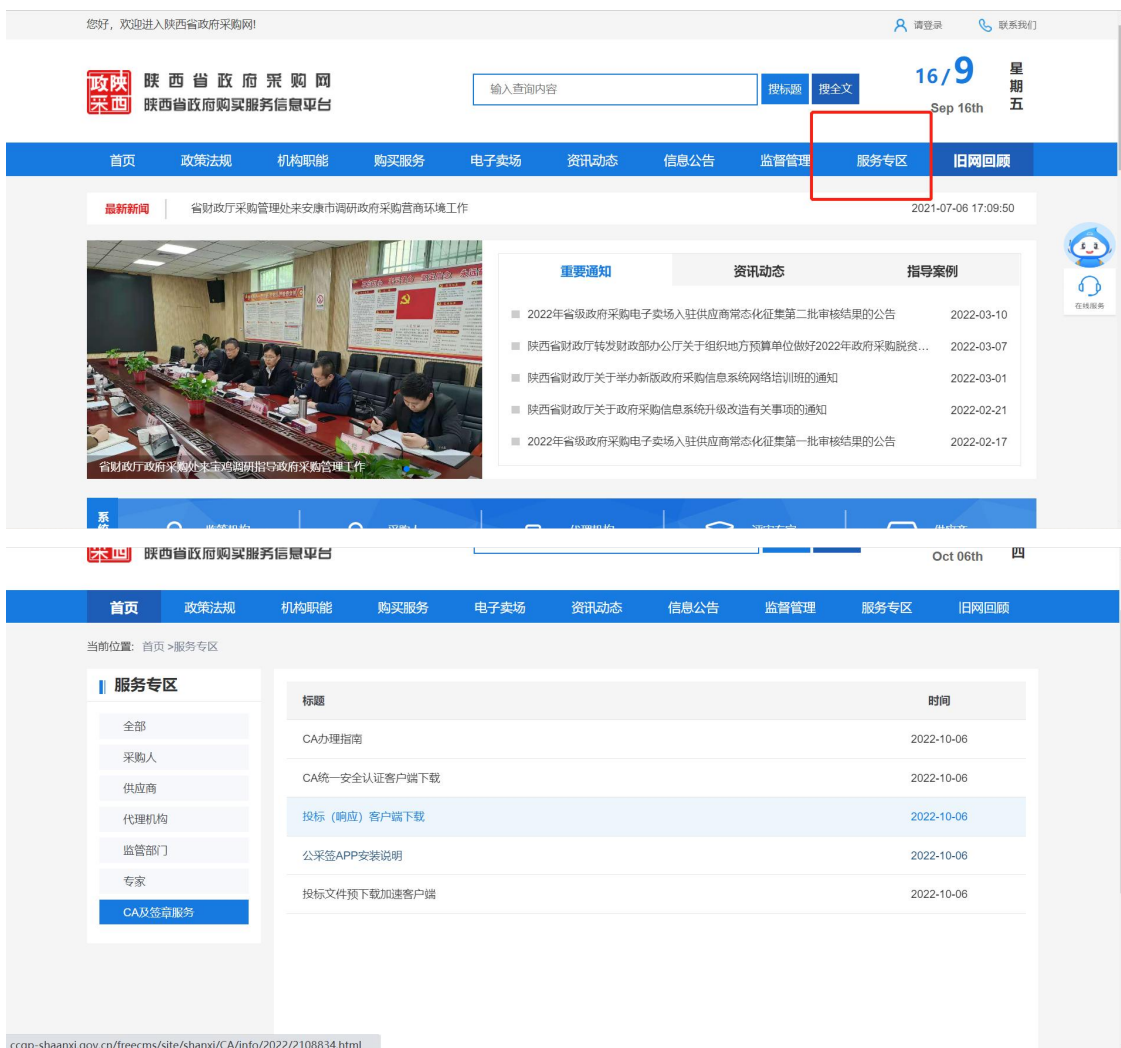 您好，欢迎进入陕西省政府采购网!
请登录 联系我们
陕西省政府采购网
陕西省政府购买服务信息平台
输入查询内容 搜标题 搜全文
16/9
Sep 16th
星期五
首页 政策法规 机构职能 购买服务 电子卖场 资讯动态 信息公告 监督管理 服务专区 旧网回顾
最新新闻 省财政厅采购管理处来安康市调研政府采购营商环境工作 2021-07-06 17:09:50
重要通知 资讯动态 指导案例
2022年省级政府采购电子卖场入驻供应商常态化征集第二批审核结果的公告 2022-03-10
陕西省财政厅转发财政部办公厅关于组织地方预算单位做好2022年政府采购脱贫... 2022-03-07
陕西省财政厅关于举办新版政府采购信息系统网络培训班的通知 2022-03-01
陕西省财政厅关于政府采购信息系统升级改造有关事项的通知 2022-02-21
2022年省级政府采购电子卖场入驻供应商常态化征集第一批审核结果的公告 2022-02-17
省财政厅政府采购处来宝鸡调研指导政府采购管理工作
在线服务
陕西省政府购买服务信息平台
Oct 06th 四
首页 政策法规 机构职能 购买服务 电子卖场 资讯动态 信息公告 监督管理 服务专区 旧网回顾
当前位置: 首页 >服务专区
服务专区
全部
采购人
供应商
代理机构
监管部门
专家
CA及签章服务
标题 时间
CA办理指南 2022-10-06
CA统一安全认证客户端下载 2022-10-06
投标（响应）客户端下载 2022-10-06
公采签APP安装说明 2022-10-06
投标文件预下载加速客户端 2022-10-06
ccgp-shaanxi.gov.cn/freecms/site/shanxi/CA/info/2022/2108834.html